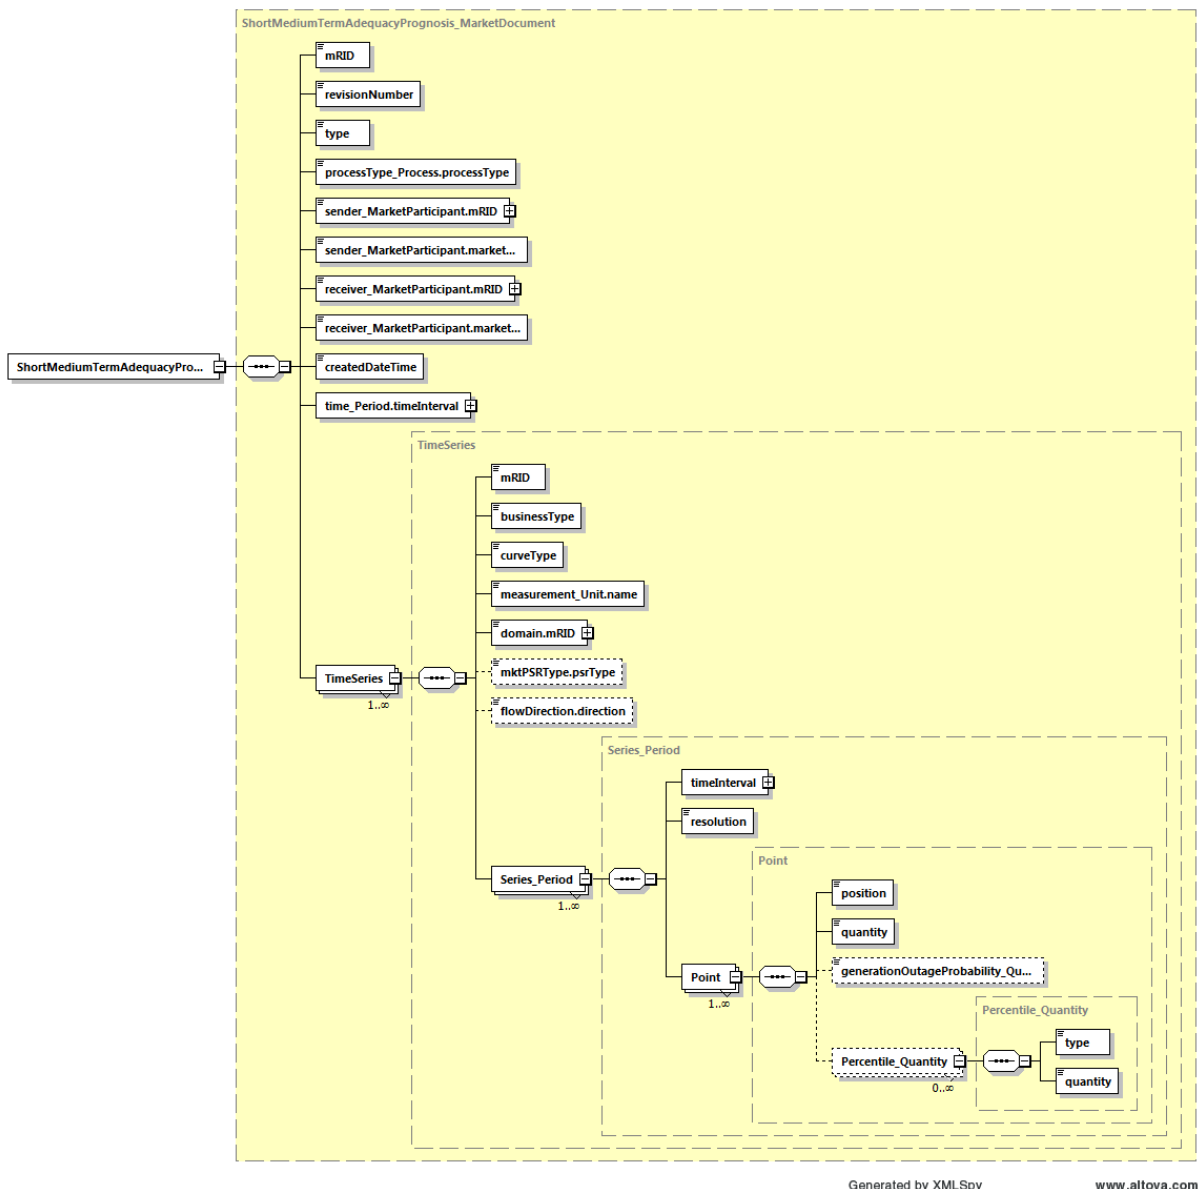 ShortMediumTermAdequacyPrognosis_MarketDocument
mRID
revisionNumber
type
processType_Process.processType
sender_MarketParticipant.mRID
sender_MarketParticipant.market...
receiver_MarketParticipant.mRID
receiver_MarketParticipant.market...
ShortMediumTermAdequacyPro...
createdDateTime
time_Period.timeInterval
TimeSeries
mRID
businessType
curveType
measurement_Unit.name
domain.mRID
TimeSeries
1..∞
mktPSRType.psrType
flowDirection.direction
Series_Period
timeInterval
resolution
Series_Period
1..∞
Point
position
quantity
Point
1..∞
generationOutageProbability_Qu...
Percentile_Quantity
Percentile_Quantity
0..∞
type
quantity
Generated by XMLSpy www.altova.com